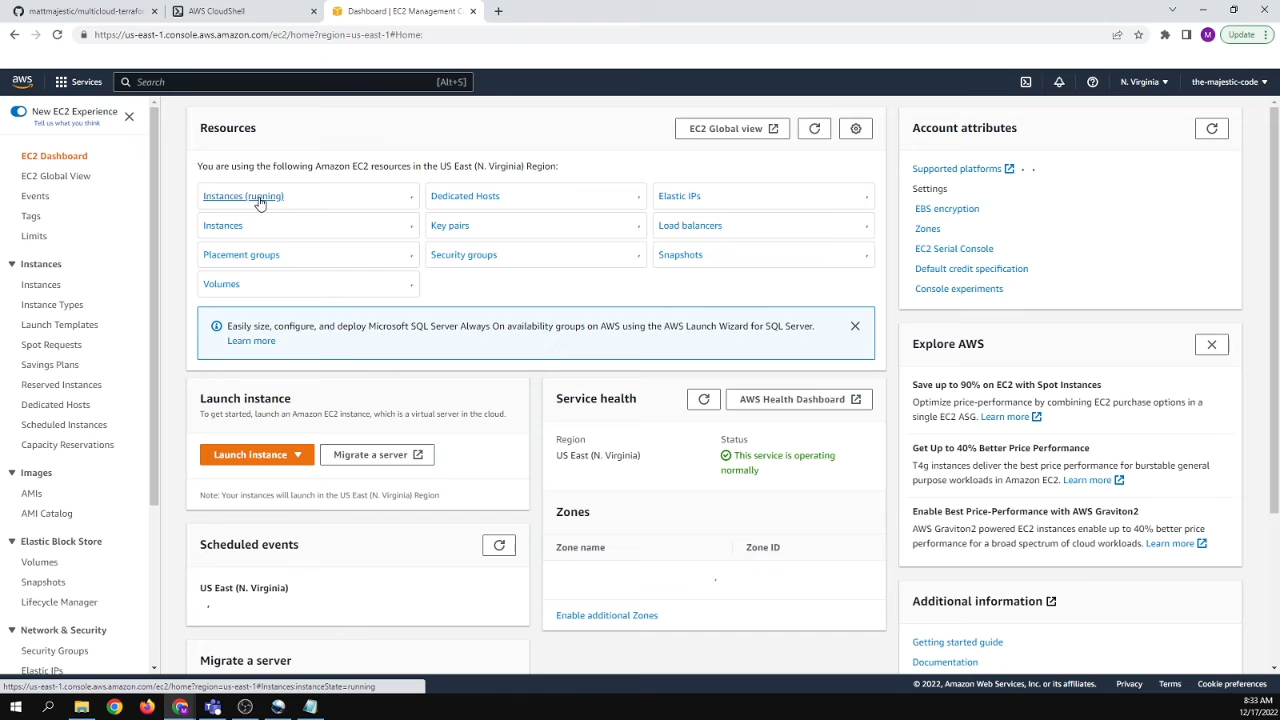 mattmajestic/multicloud-terrafo
AWS CloudShell
Dashboard | EC2 Management C
https://us-east-1.console.aws.amazon.com/ec2/home?region=us-east-1#Home:
M
Update
aws
Services
Search
[Alt+S]
N. Virginia
the-majestic-code
New EC2 Experience
Tell us what you think
EC2 Dashboard
EC2 Global View
Events
Tags
Limits
Instances
Instances
Instance Types
Launch Templates
Spot Requests
Savings Plans
Reserved Instances
Dedicated Hosts
Scheduled Instances
Capacity Reservations
Images
AMIs
AMI Catalog
Elastic Block Store
Volumes
Snapshots
Lifecycle Manager
Network & Security
Security Groups
Elastic IPs
Resources
EC2 Global view
You are using the following Amazon EC2 resources in the US East (N. Virginia) Region:
Instances (running)
Dedicated Hosts
Elastic IPs
Instances
Key pairs
Load balancers
Placement groups
Security groups
Snapshots
Volumes
Easily size, configure, and deploy Microsoft SQL Server Always On availability groups on AWS using the AWS Launch Wizard for SQL Server.
Learn more
Launch instance
To get started, launch an Amazon EC2 instance, which is a virtual server in the cloud.
Launch instance
Migrate a server
Note: Your instances will launch in the US East (N. Virginia) Region
Scheduled events
US East (N. Virginia)
Migrate a server
Service health
AWS Health Dashboard
Region
Status
US East (N. Virginia)
This service is operating
normally
Zones
Zone name
Zone ID
Enable additional Zones
Account attributes
Supported platforms
Settings
EBS encryption
Zones
EC2 Serial Console
Default credit specification
Console experiments
Explore AWS
Save up to 90% on EC2 with Spot Instances
Optimize price-performance by combining EC2 purchase options in a
single EC2 ASG. Learn more
Get Up to 40% Better Price Performance
T4g instances deliver the best price performance for burstable general
purpose workloads in Amazon EC2. Learn more
Enable Best Price-Performance with AWS Graviton2
AWS Graviton2 powered EC2 instances enable up to 40% better price
performance for a broad spectrum of cloud workloads. Learn more
Additional information
Getting started guide
Documentation
https://us-east-1.console.aws.amazon.com/ec2/home?region=us-east-1#Instances:instanceState=running
© 2022, Amazon Web Services, Inc. or its affiliates.
Privacy
Terms
Cookie preferences
8:33 AM
12/17/2022